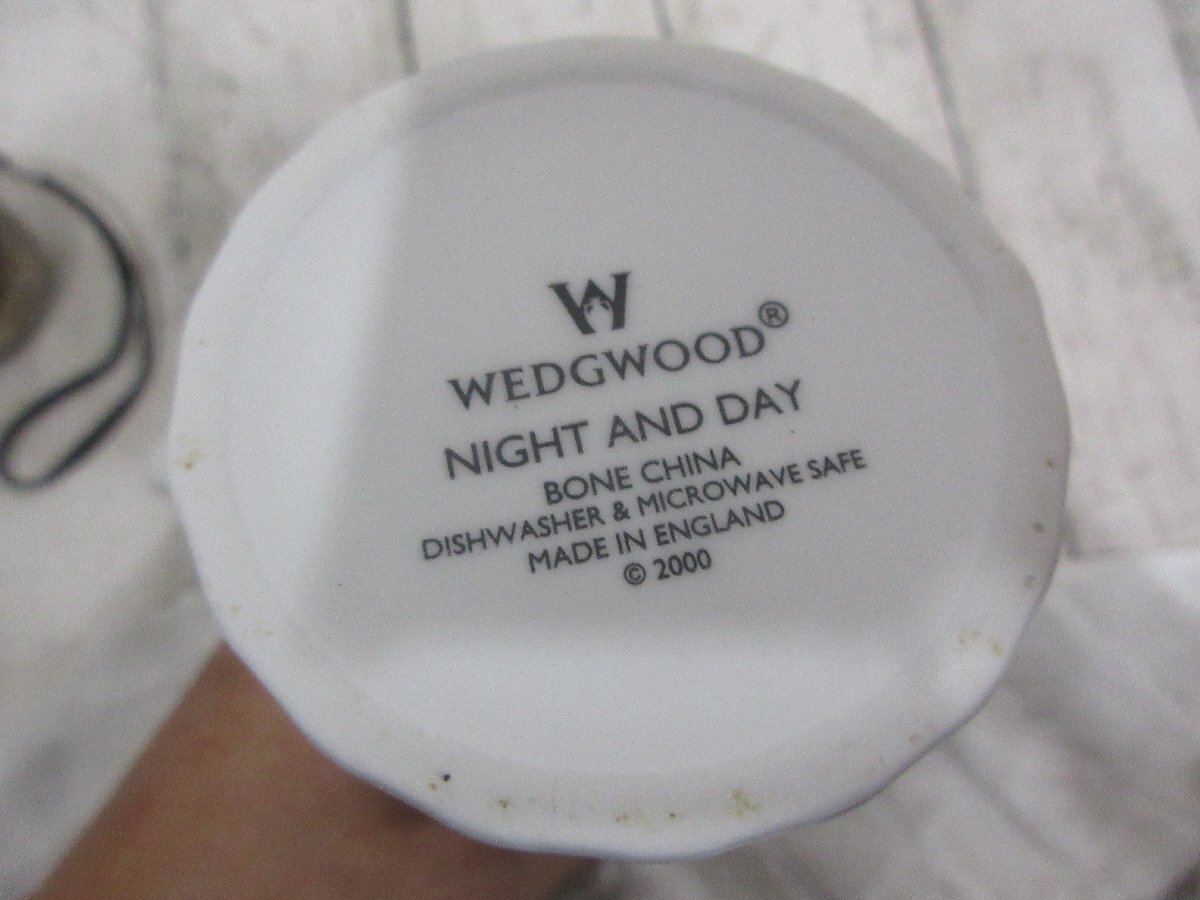 W
WEDGWOOD®
NIGHT AND DAY
BONE CHINA
DISHWASHER & MICROWAVE SAFE
MADE IN ENGLAND
© 2000